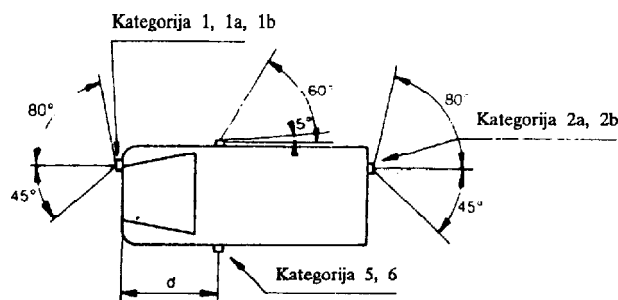 Kategorija 1, 1a, 1b
80°
60°
5°
80°
Kategorija 2a, 2b
45°
45°
d
Kategorija 5, 6